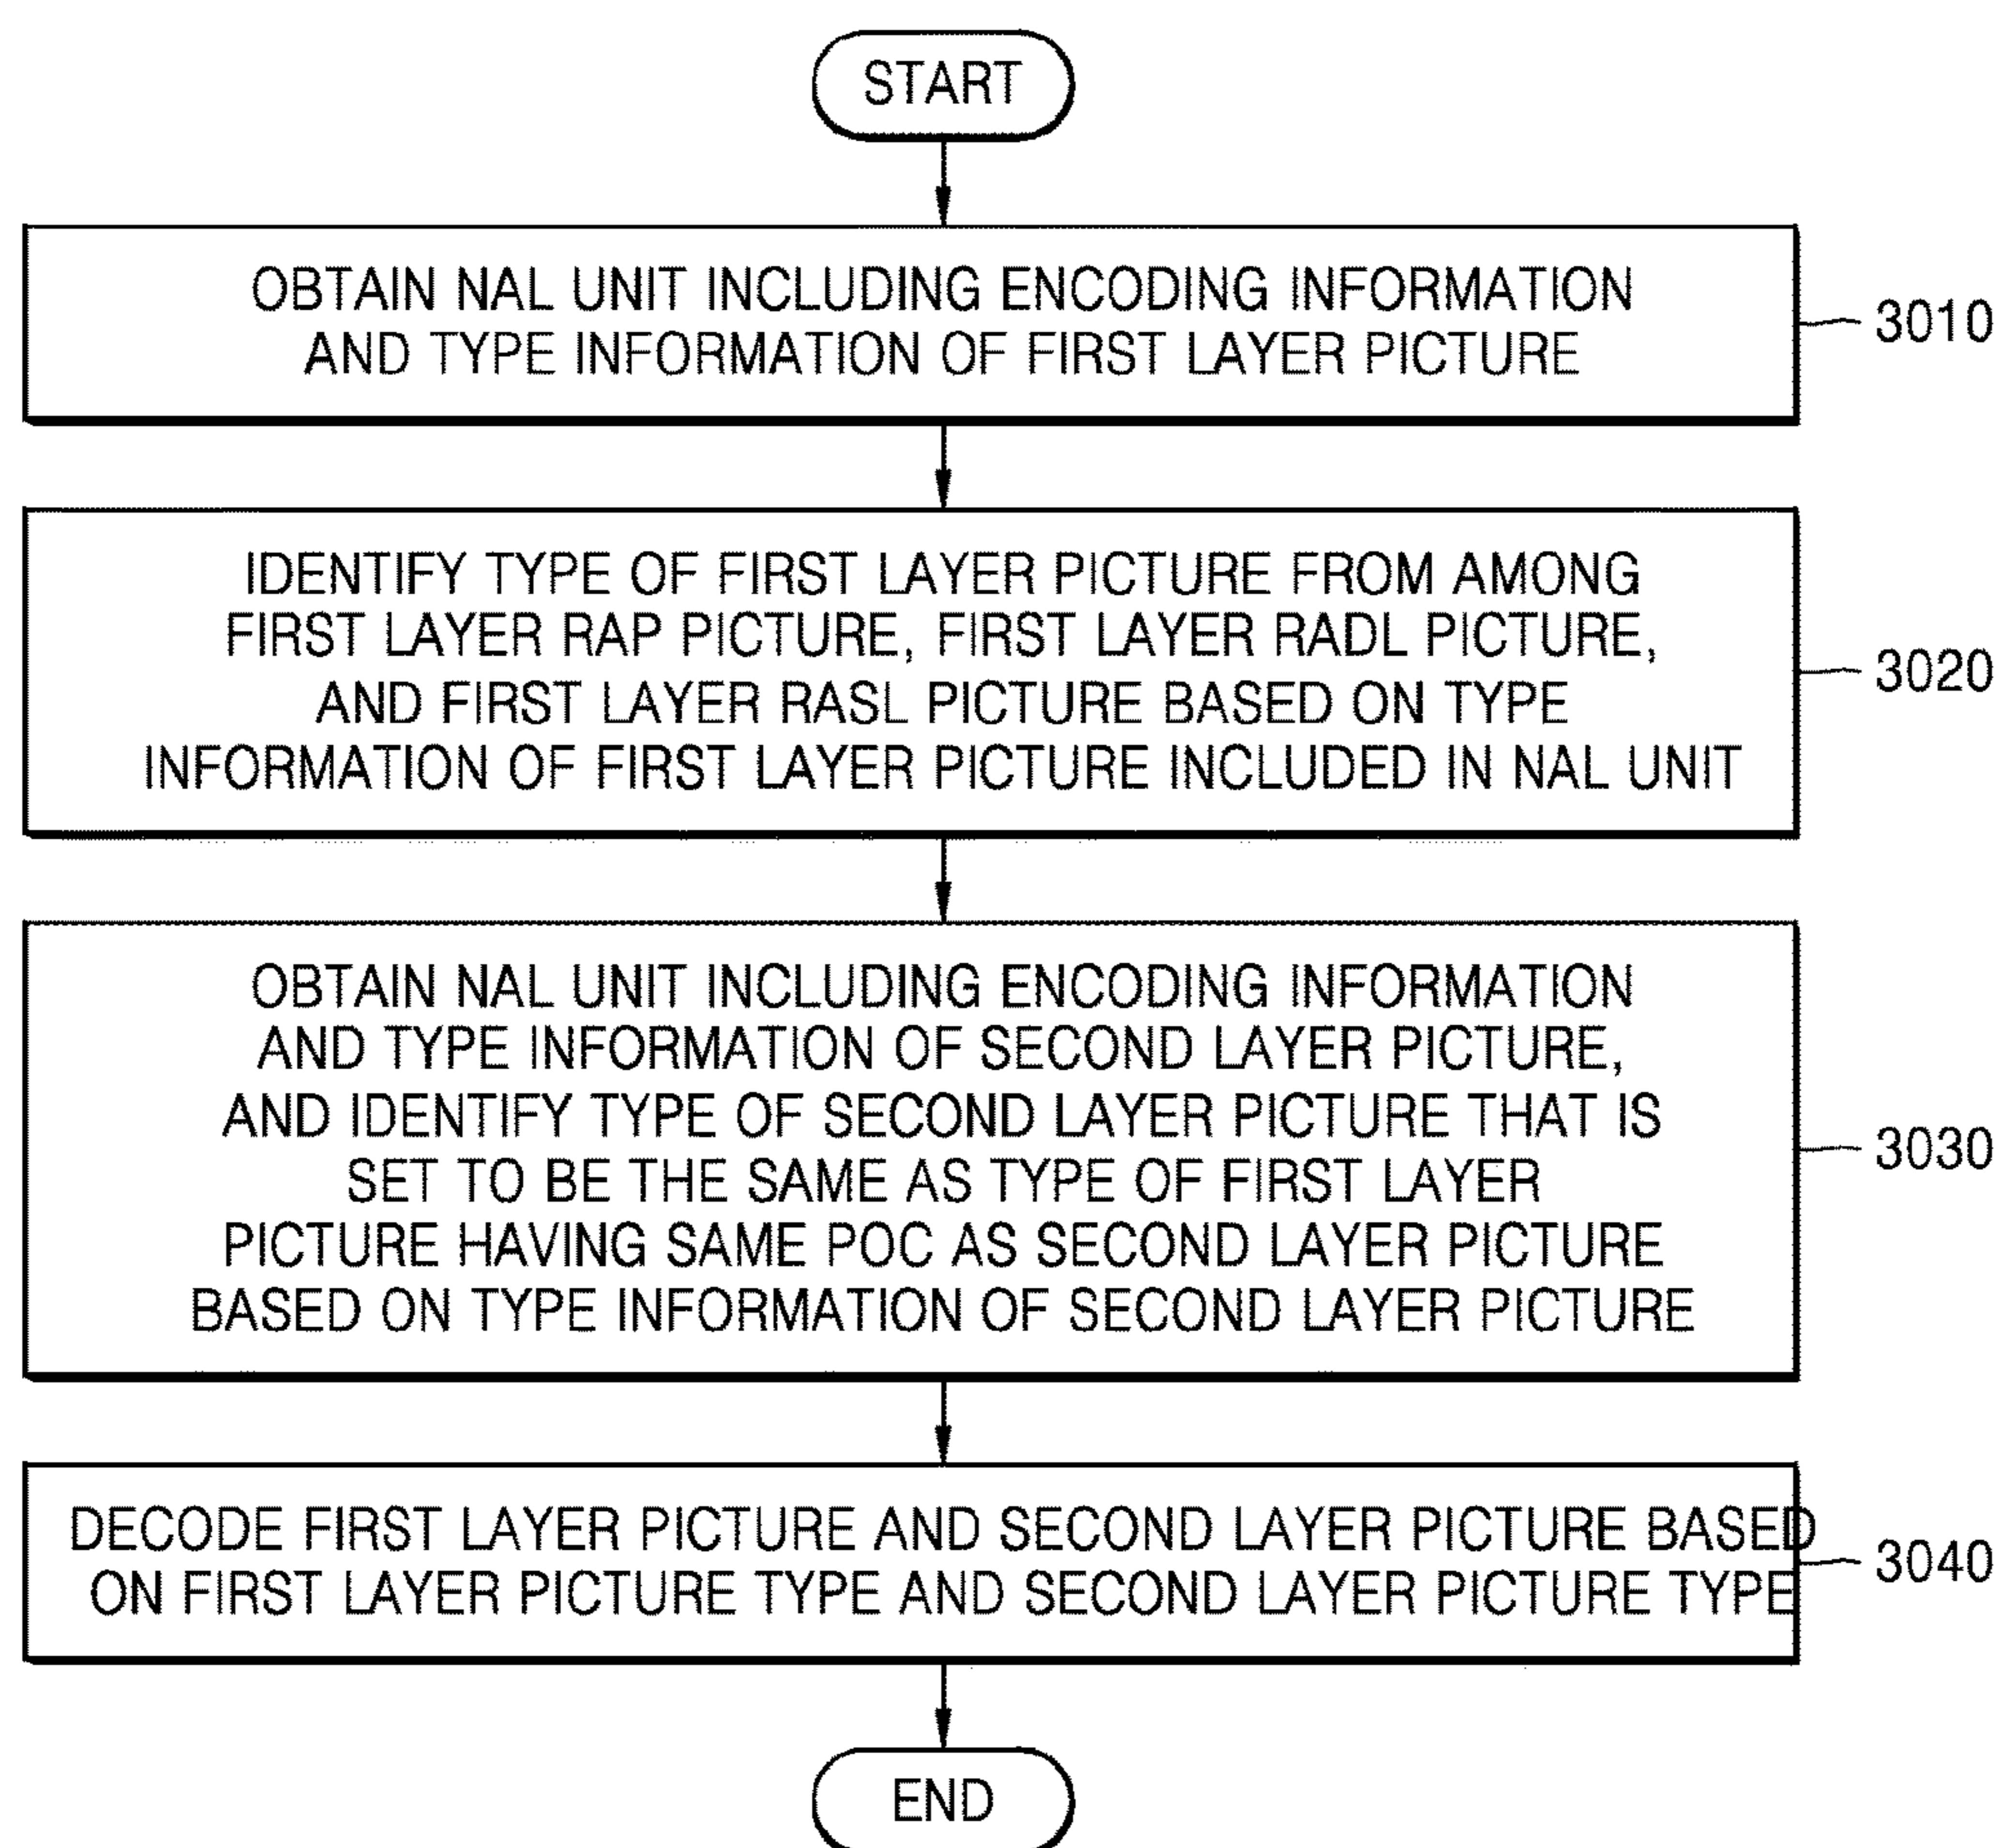 START
OBTAIN NAL UNIT INCLUDING ENCODING INFORMATION
AND TYPE INFORMATION OF FIRST LAYER PICTURE
3010
IDENTIFY TYPE OF FIRST LAYER PICTURE FROM AMONG
FIRST LAYER RAP PICTURE, FIRST LAYER RADL PICTURE,
AND FIRST LAYER RASL PICTURE BASED ON TYPE
INFORMATION OF FIRST LAYER PICTURE INCLUDED IN NAL UNIT
3020
OBTAIN NAL UNIT INCLUDING ENCODING INFORMATION
AND TYPE INFORMATION OF SECOND LAYER PICTURE,
AND IDENTIFY TYPE OF SECOND LAYER PICTURE THAT IS
SET TO BE THE SAME AS TYPE OF FIRST LAYER
PICTURE HAVING SAME POC AS SECOND LAYER PICTURE
BASED ON TYPE INFORMATION OF SECOND LAYER PICTURE
3030
DECODE FIRST LAYER PICTURE AND SECOND LAYER PICTURE BASED
ON FIRST LAYER PICTURE TYPE AND SECOND LAYER PICTURE TYPE
3040
END